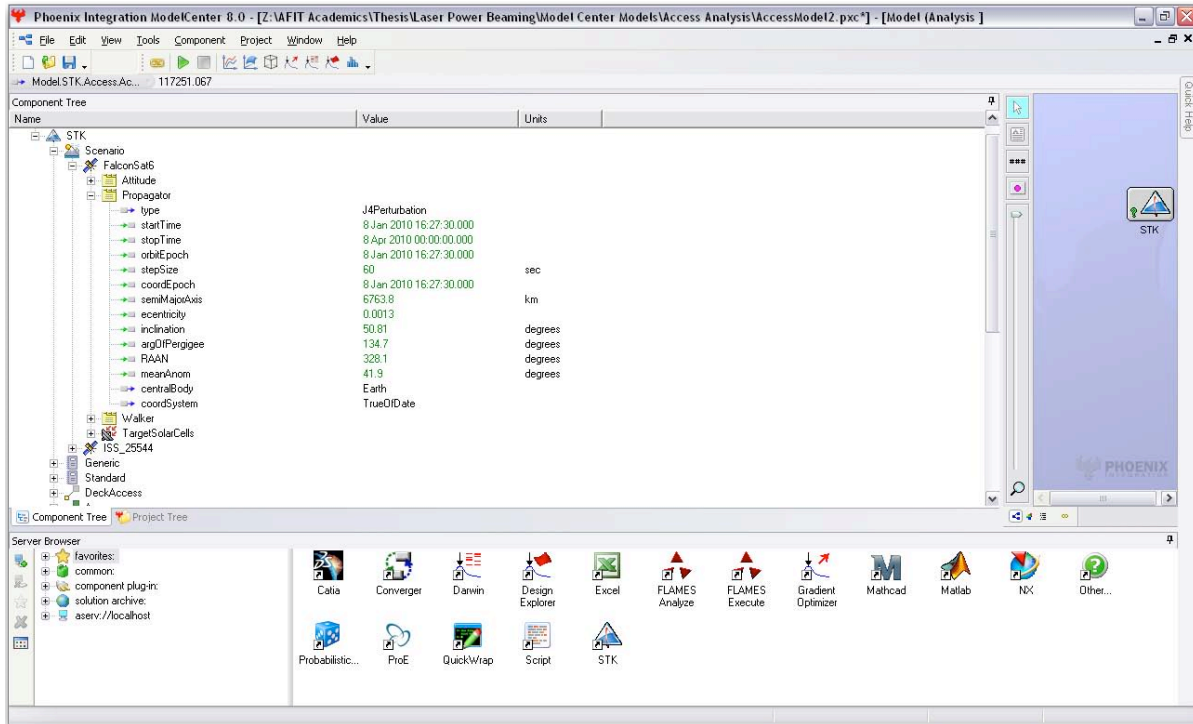 Phoenix Integration ModelCenter 8.0 - [Z:\AFIT Academics\Thesis\Laser Power Beaming\Model Center Models\Access Analysis\AccessModel2.pxc*] - [Model (Analysis ]
File Edit View Tools Component Project Window Help
Model.STK.Access.Ac... 117251.067
Component Tree
Name Value Units
STK
Scenario
FalconSat6
Attitude
Propagator
type J4Perturbation
startTime 8 Jan 2010 16:27:30.000
stopTime 8 Apr 2010 00:00:00.000
orbitEpoch 8 Jan 2010 16:27:30.000
stepSize 60 sec
coordEpoch 8 Jan 2010 16:27:30.000
semiMajorAxis 6763.8 km
ecentricity 0.0013
inclination 50.81 degrees
argOfPergigee 134.7 degrees
RAAN 328.1 degrees
meanAnom 41.9 degrees
centralBody Earth
coordSystem TrueOfDate
Walker
TargetSolarCells
ISS_25544
Generic
Standard
DeckAccess
Component Tree Project Tree
Quick Help
STK
PHOENIX
INTEGRATION
Server Browser
favorites:
common:
component plug-in:
solution archive:
aserv://localhost
Catia Converger Darwin Design Explorer Excel FLAMES Analyze FLAMES Execute Gradient Optimizer Mathcad Matlab NX Other...
Probabilistic... ProE QuickWrap Script STK